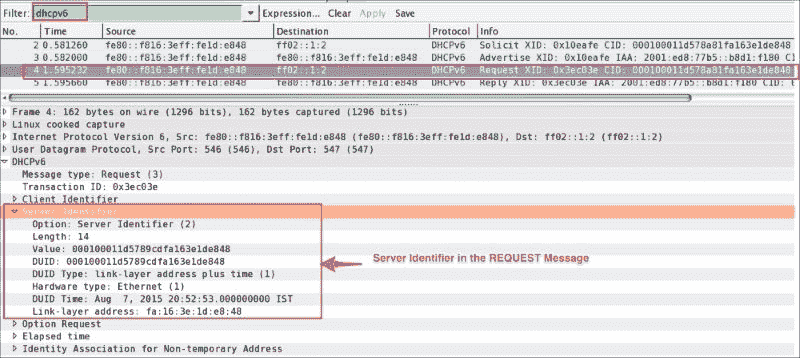 Filter: dhcpv6 Expression... Clear Apply Save
No. Time Source Destination Protocol Info
2 0.581260 fe80::f816:3eff:fe1d:e848 ff02::1:2 DHCPv6 Solicit XID: 0x10eafe CID: 000100011d578a81fa163e1de848
3 0.582000 fe80::f816:3eff:fe1d:e848 fe80::f816:3eff:fe1d:e848 DHCPv6 Advertise XID: 0x10eafe IAA: 2001:ed8:77b5::b8d1:f180 CI
4 1.595232 fe80::f816:3eff:fe1d:e848 ff02::1:2 DHCPv6 Request XID: 0x3ec03e CID: 000100011d578a81fa163e1de848
5 1.595660 fe80::f816:3eff:fe1d:e848 fe80::f816:3eff:fe1d:e848 DHCPv6 Reply XID: 0x3ec03e IAA: 2001:ed8:77b5::b8d1:f180 CID: 0
Frame 4: 162 bytes on wire (1296 bits), 162 bytes captured (1296 bits)
Linux cooked capture
Internet Protocol Version 6, Src: fe80::f816:3eff:fe1d:e848 (fe80::f816:3eff:fe1d:e848), Dst: ff02::1:2 (ff02::1:2)
User Datagram Protocol, Src Port: 546 (546), Dst Port: 547 (547)
DHCPv6
Message type: Request (3)
Transaction ID: 0x3ec03e
Client Identifier
Server Identifier
Option: Server Identifier (2)
Length: 14
Value: 000100011d5789cdfa163e1de848
DUID: 000100011d5789cdfa163e1de848
DUID Type: link-layer address plus time (1)
Hardware type: Ethernet (1)
DUID Time: Aug 7, 2015 20:52:53.000000000 IST
Link-layer address: fa:16:3e:1d:e8:48
Server Identifier in the REQUEST Message
Option Request
Elapsed time
Identity Association for Non-temporary Address